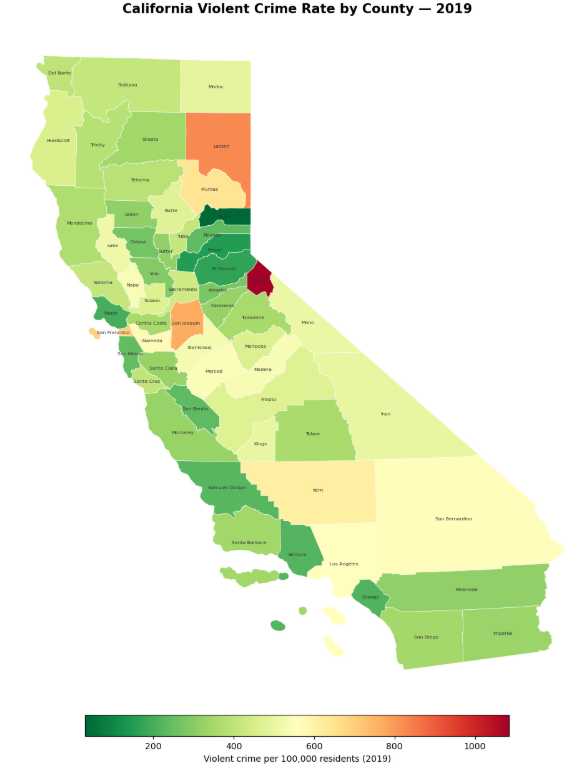 California Violent Crime Rate by County — 2019
Del Norte
Siskiyou
Modoc
Humboldt
Trinity
Shasta
Lassen
Tehama
Plumas
Mendocino
Glenn
Butte
Lake
Colusa
Yuba
Nevada
Sutter
Placer
Sonoma
Napa
Yolo
El Dorado
Sacramento
Amador
Solano
Marin
Calaveras
Contra Costa
San Joaquin
Tuolumne
Mono
San Francisco
Alameda
Stanislaus
Mariposa
San Mateo
Santa Clara
Merced
Madera
Santa Cruz
Fresno
San Benito
Inyo
Monterey
Tulare
Kings
San Luis Obispo
Kern
San Bernardino
Santa Barbara
Ventura
Los Angeles
Orange
Riverside
San Diego
Imperial
200 400 600 800 1000
Violent crime per 100,000 residents (2019)